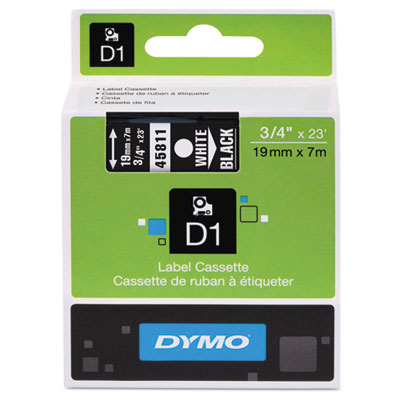 D1
• Label Cassette
• Cassette de ruban à étiqueter
• Cinta
• Cassete de fita
19mm x 7m
3/4" x 23'
45811
WHITE
BLACK
3/4" x 23'
19mm x 7m
D1
Label Cassette
Cassette de ruban à étiqueter
DYMO